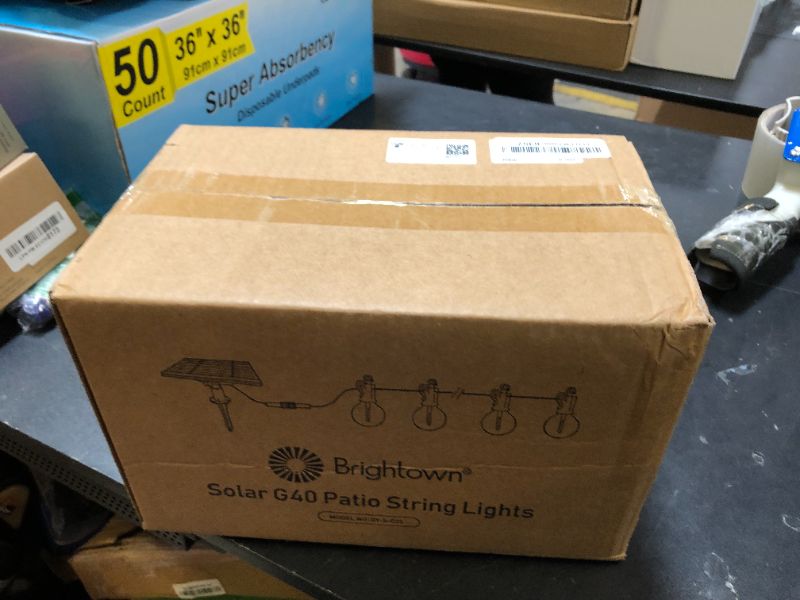 50
Count
36" x 36"
91cm x 91cm
Super Absorbency
Disposable Underpads
Brightown®
Solar G40 Patio String Lights